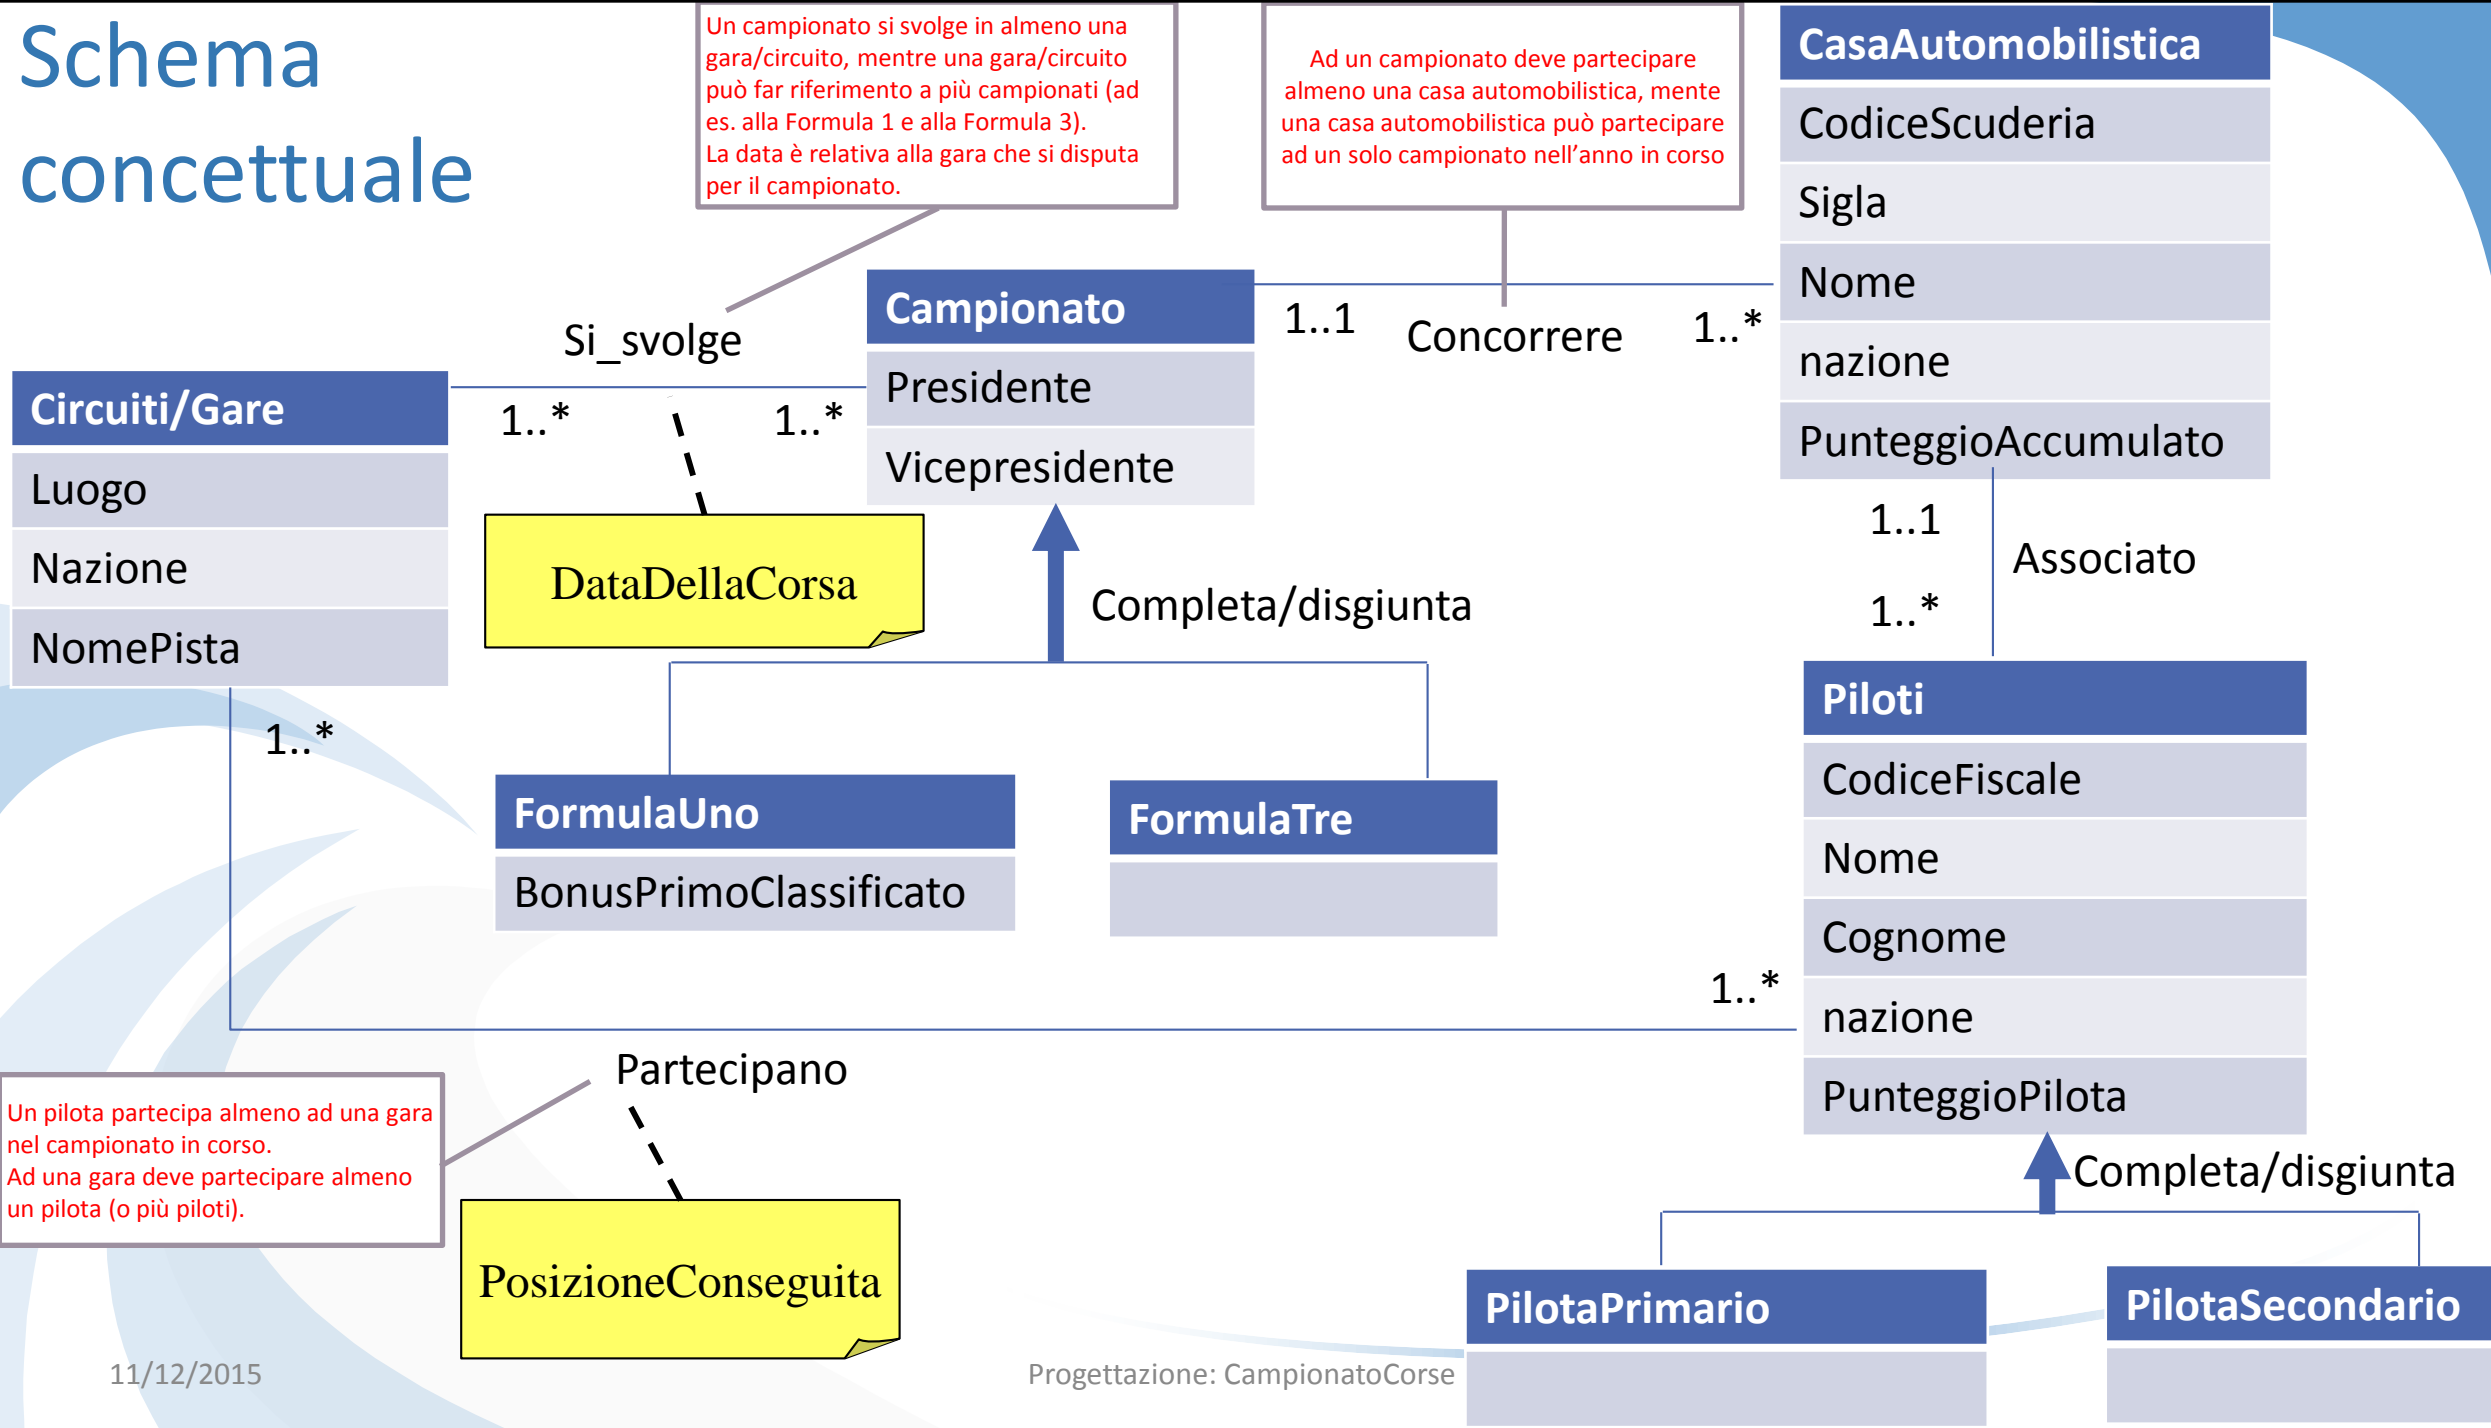 Schema
concettuale
Un campionato si svolge in almeno una
gara/circuito, mentre una gara/circuito
può far riferimento a più campionati (ad
es. alla Formula 1 e alla Formula 3).
La data è relativa alla gara che si disputa
per il campionato.
Ad un campionato deve partecipare
almeno una casa automobilistica, mente
una casa automobilistica può partecipare
ad un solo campionato nell'anno in corso
CasaAutomobilistica
CodiceScuderia
Sigla
Nome
nazione
PunteggioAccumulato
Campionato
Presidente
Vicepresidente
1..1
Concorrere
1..*
Si_svolge
1..*
1..*
Circuiti/Gare
Luogo
Nazione
NomePista
DataDellaCorsa
Completa/disgiunta
1..1
Associato
1..*
1..*
FormulaUno
BonusPrimoClassificato
FormulaTre
Piloti
CodiceFiscale
Nome
Cognome
nazione
PunteggioPilota
1..*
Partecipano
Un pilota partecipa almeno ad una gara
nel campionato in corso.
Ad una gara deve partecipare almeno
un pilota (o più piloti).
PosizioneConseguita
Completa/disgiunta
PilotaPrimario
PilotaSecondario
11/12/2015
Progettazione: CampionatoCorse